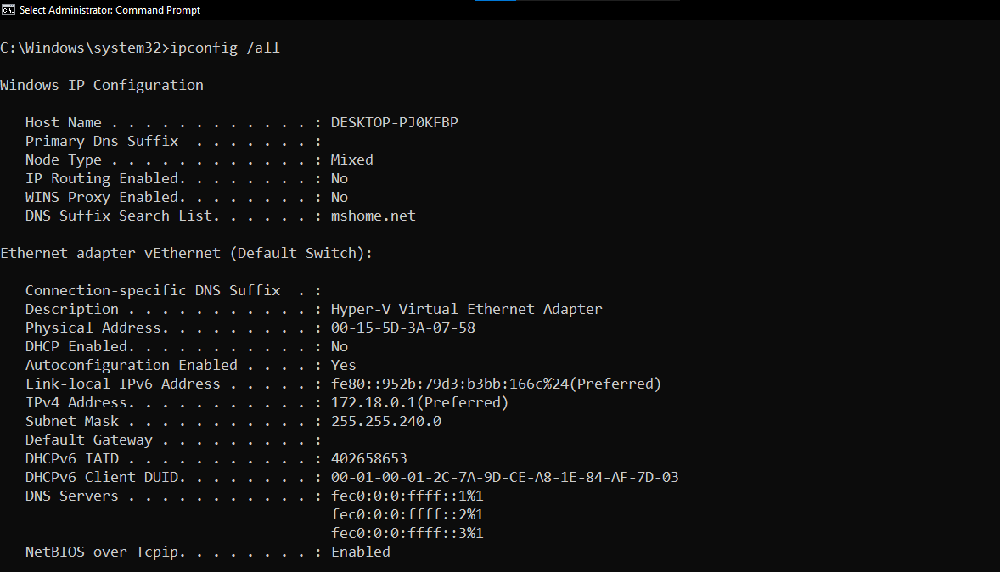 Select Administrator: Command Prompt
C:\Windows\system32>ipconfig /all
Windows IP Configuration
Host Name . . . . . . . . . . . . : DESKTOP-PJ0KFBP
Primary Dns Suffix  . . . . . . . :
Node Type . . . . . . . . . . . . : Mixed
IP Routing Enabled. . . . . . . . : No
WINS Proxy Enabled. . . . . . . . : No
DNS Suffix Search List. . . . . . : mshome.net
Ethernet adapter vEthernet (Default Switch):
Connection-specific DNS Suffix  . :
Description . . . . . . . . . . . : Hyper-V Virtual Ethernet Adapter
Physical Address. . . . . . . . . : 00-15-5D-3A-07-58
DHCP Enabled. . . . . . . . . . . : No
Autoconfiguration Enabled . . . . : Yes
Link-local IPv6 Address . . . . . : fe80::952b:79d3:b3bb:166c%24(Preferred)
IPv4 Address. . . . . . . . . . . : 172.18.0.1(Preferred)
Subnet Mask . . . . . . . . . . . : 255.255.240.0
Default Gateway . . . . . . . . . :
DHCPv6 IAID . . . . . . . . . . . : 402658653
DHCPv6 Client DUID. . . . . . . . : 00-01-00-01-2C-7A-9D-CE-A8-1E-84-AF-7D-03
DNS Servers . . . . . . . . . . . : fec0:0:0:ffff::1%1
fec0:0:0:ffff::2%1
fec0:0:0:ffff::3%1
NetBIOS over Tcpip. . . . . . . . : Enabled